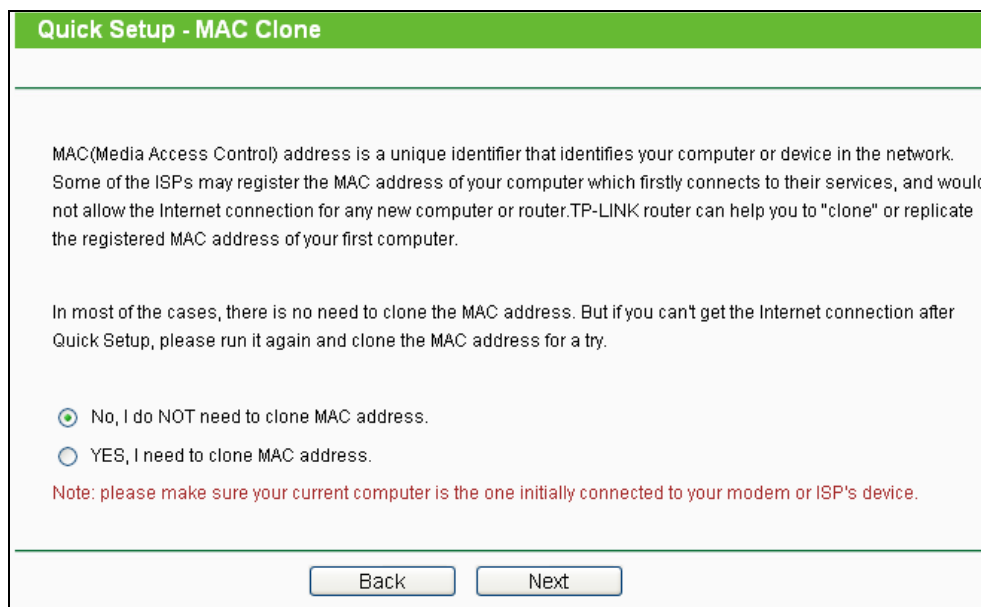 Quick Setup - MAC Clone
MAC(Media Access Control) address is a unique identifier that identifies your computer or device in the network.
Some of the ISPs may register the MAC address of your computer which firstly connects to their services, and would
not allow the Internet connection for any new computer or router.TP-LINK router can help you to "clone" or replicate
the registered MAC address of your first computer.
In most of the cases, there is no need to clone the MAC address. But if you can't get the Internet connection after
Quick Setup, please run it again and clone the MAC address for a try.
No, I do NOT need to clone MAC address.
YES, I need to clone MAC address.
Note: please make sure your current computer is the one initially connected to your modem or ISP's device.
Back Next